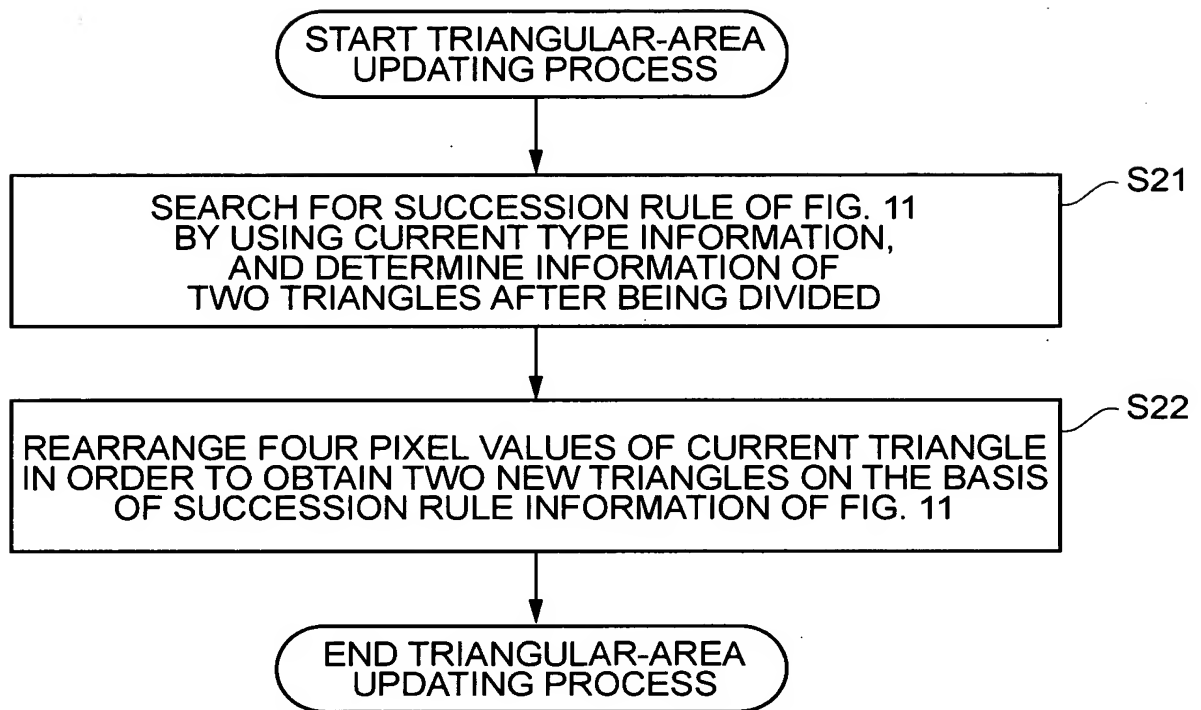 START TRIANGULAR-AREA
UPDATING PROCESS
S21
SEARCH FOR SUCCESSION RULE OF FIG. 11
BY USING CURRENT TYPE INFORMATION,
AND DETERMINE INFORMATION OF
TWO TRIANGLES AFTER BEING DIVIDED
S22
REARRANGE FOUR PIXEL VALUES OF CURRENT TRIANGLE
IN ORDER TO OBTAIN TWO NEW TRIANGLES ON THE BASIS
OF SUCCESSION RULE INFORMATION OF FIG. 11
END TRIANGULAR-AREA
UPDATING PROCESS